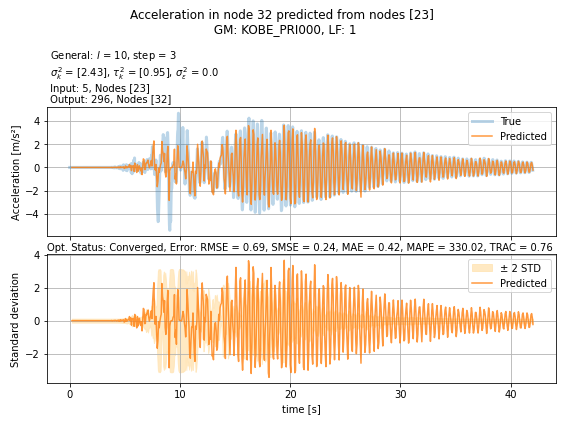 Acceleration in node 32 predicted from nodes [23]
GM: KOBE_PRI000, LF: 1
General: l = 10, step = 3
σ²ₖ = [2.43], τ²ₖ = [0.95], σ²ₑ = 0.0
Input: 5, Nodes [23]
Output: 296, Nodes [32]
True
Predicted
Acceleration [m/s²]
4
2
0
−2
−4
Opt. Status: Converged, Error: RMSE = 0.69, SMSE = 0.24, MAE = 0.42, MAPE = 330.02, TRAC = 0.76
± 2 STD
Predicted
Standard deviation
4
2
0
−2
0 10 20 30 40
time [s]